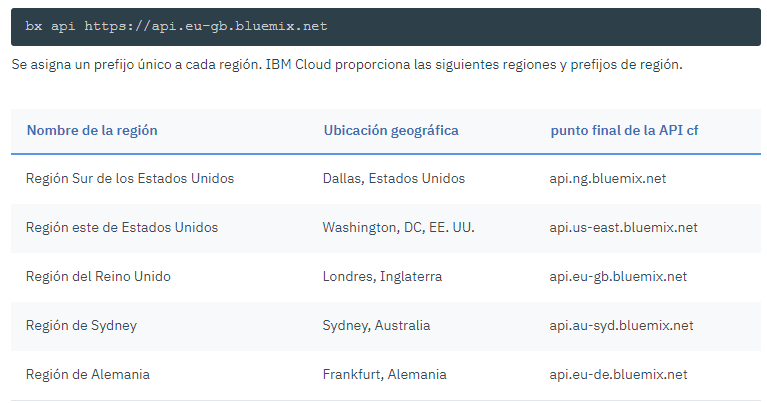 bx api https://api.eu-gb.bluemix.net
Se asigna un prefijo único a cada región. IBM Cloud proporciona las siguientes regiones y prefijos de región.
Nombre de la región Ubicación geográfica punto final de la API cf
Región Sur de los Estados Unidos Dallas, Estados Unidos api.ng.bluemix.net
Región este de Estados Unidos Washington, DC, EE. UU. api.us-east.bluemix.net
Región del Reino Unido Londres, Inglaterra api.eu-gb.bluemix.net
Región de Sydney Sydney, Australia api.au-syd.bluemix.net
Región de Alemania Frankfurt, Alemania api.eu-de.bluemix.net